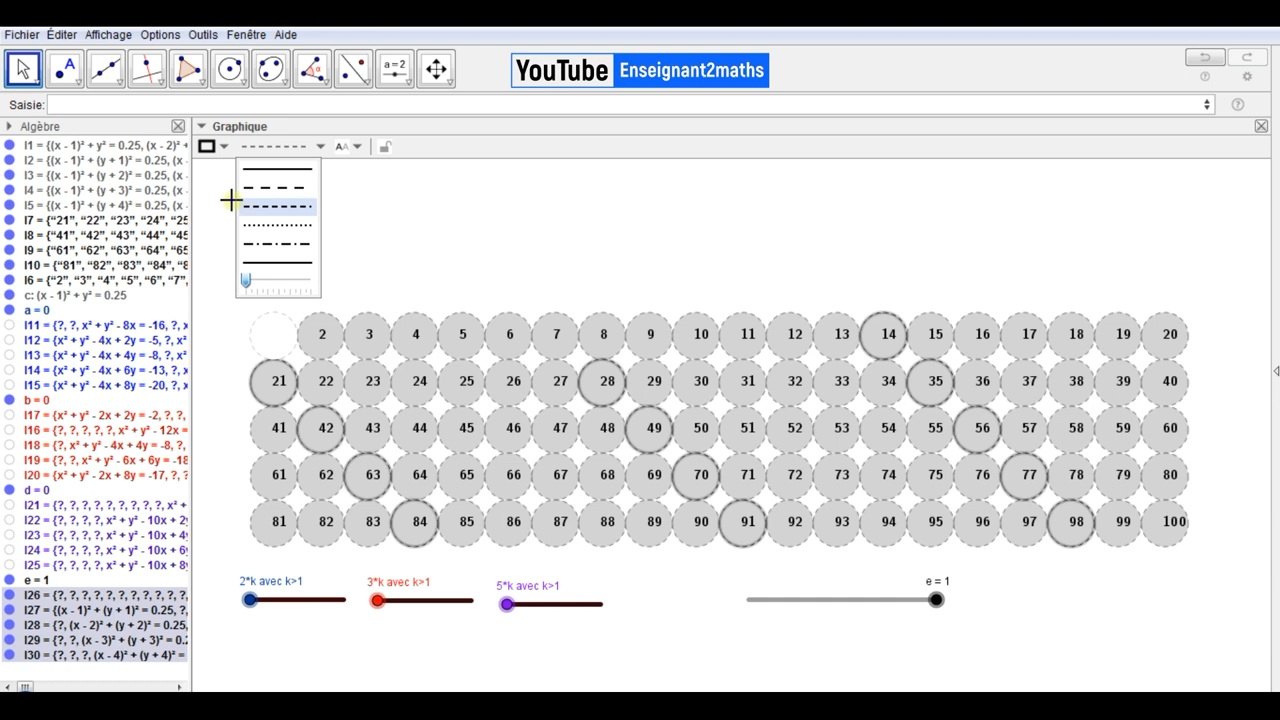 Fichier Éditer Affichage Options Outils Fenêtre Aide
a = 2
YouTube Enseignant2maths
Saisie:
Algèbre
Graphique
AA
l1 = {(x - 1)² + y² = 0.25, (x - 2)² +
l2 = {(x - 1)² + (y + 1)² = 0.25, (x -
l3 = {(x - 1)² + (y + 2)² = 0.25, (x -
l4 = {(x - 1)² + (y + 3)² = 0.25, (x -
l5 = {(x - 1)² + (y + 4)² = 0.25, (x -
l7 = {“21”, “22”, “23”, “24”, “25
l8 = {“41”, “42”, “43”, “44”, “45
l9 = {“61”, “62”, “63”, “64”, “65
l10 = {“81”, “82”, “83”, “84”, “8
l6 = {“2”, “3”, “4”, “5”, “6”, “7”,
c: (x - 1)² + y² = 0.25
a = 0
l11 = {?, ?, x² + y² - 8x = -16, ?, x
l12 = {?, x² + y² - 4x + 2y = -5, ?, x
l13 = {?, x² + y² - 4x + 4y = -8, ?, x
l14 = {?, x² + y² - 4x + 6y = -13, ?,
l15 = {?, x² + y² - 4x + 8y = -20, ?,
b = 0
l17 = {x² + y² - 2x + 2y = -2, ?, ?,
l16 = {?, ?, ?, ?, ?, x² + y² - 12x =
l18 = {?, x² + y² - 4x + 4y = -8, ?,
l19 = {?, ?, x² + y² - 6x + 6y = -18
l20 = {x² + y² - 2x + 8y = -17, ?, ?
d = 0
l21 = {?, ?, ?, ?, ?, ?, ?, ?, ?, x² +
l22 = {?, ?, ?, ?, x² + y² - 10x + 2y
l23 = {?, ?, ?, ?, x² + y² - 10x + 4y
l24 = {?, ?, ?, ?, x² + y² - 10x + 6y
l25 = {?, ?, ?, ?, x² + y² - 10x + 8y
e = 1
l26 = {?, ?, ?, ?, ?, ?, ?, ?, ?, ?, ?,
l27 = {(x - 1)² + (y + 1)² = 0.25, ?,
l28 = {?, (x - 2)² + (y + 2)² = 0.25,
l29 = {?, ?, (x - 3)² + (y + 3)² = 0.2
l30 = {?, ?, ?, (x - 4)² + (y + 4)² =
2 3 4 5 6 7 8 9 10 11 12 13 14 15 16 17 18 19 20
21 22 23 24 25 26 27 28 29 30 31 32 33 34 35 36 37 38 39 40
41 42 43 44 45 46 47 48 49 50 51 52 53 54 55 56 57 58 59 60
61 62 63 64 65 66 67 68 69 70 71 72 73 74 75 76 77 78 79 80
81 82 83 84 85 86 87 88 89 90 91 92 93 94 95 96 97 98 99 100
2*k avec k>1 3*k avec k>1 5*k avec k>1 e = 1